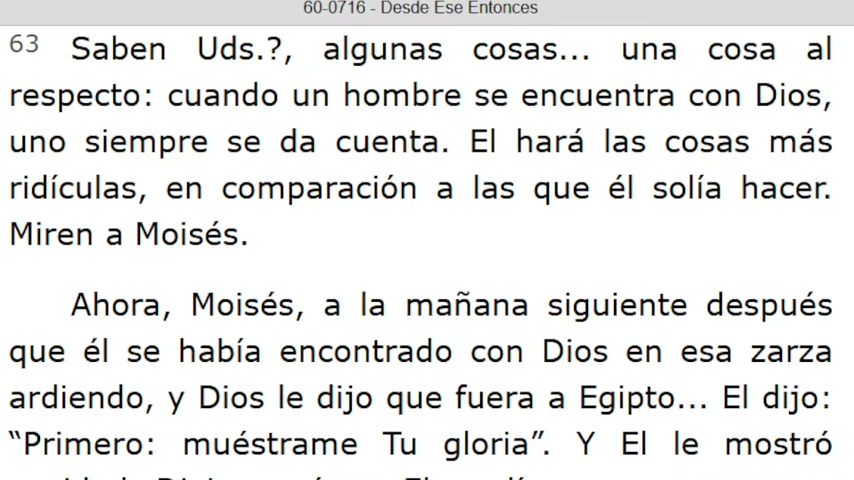 60-0716 - Desde Ese Entonces
63 Saben Uds.?, algunas cosas... una cosa al
respecto: cuando un hombre se encuentra con Dios,
uno siempre se da cuenta. El hará las cosas más
ridículas, en comparación a las que él solía hacer.
Miren a Moisés.
Ahora, Moisés, a la mañana siguiente después
que él se había encontrado con Dios en esa zarza
ardiendo, y Dios le dijo que fuera a Egipto... El dijo:
“Primero: muéstrame Tu gloria”. Y El le mostró